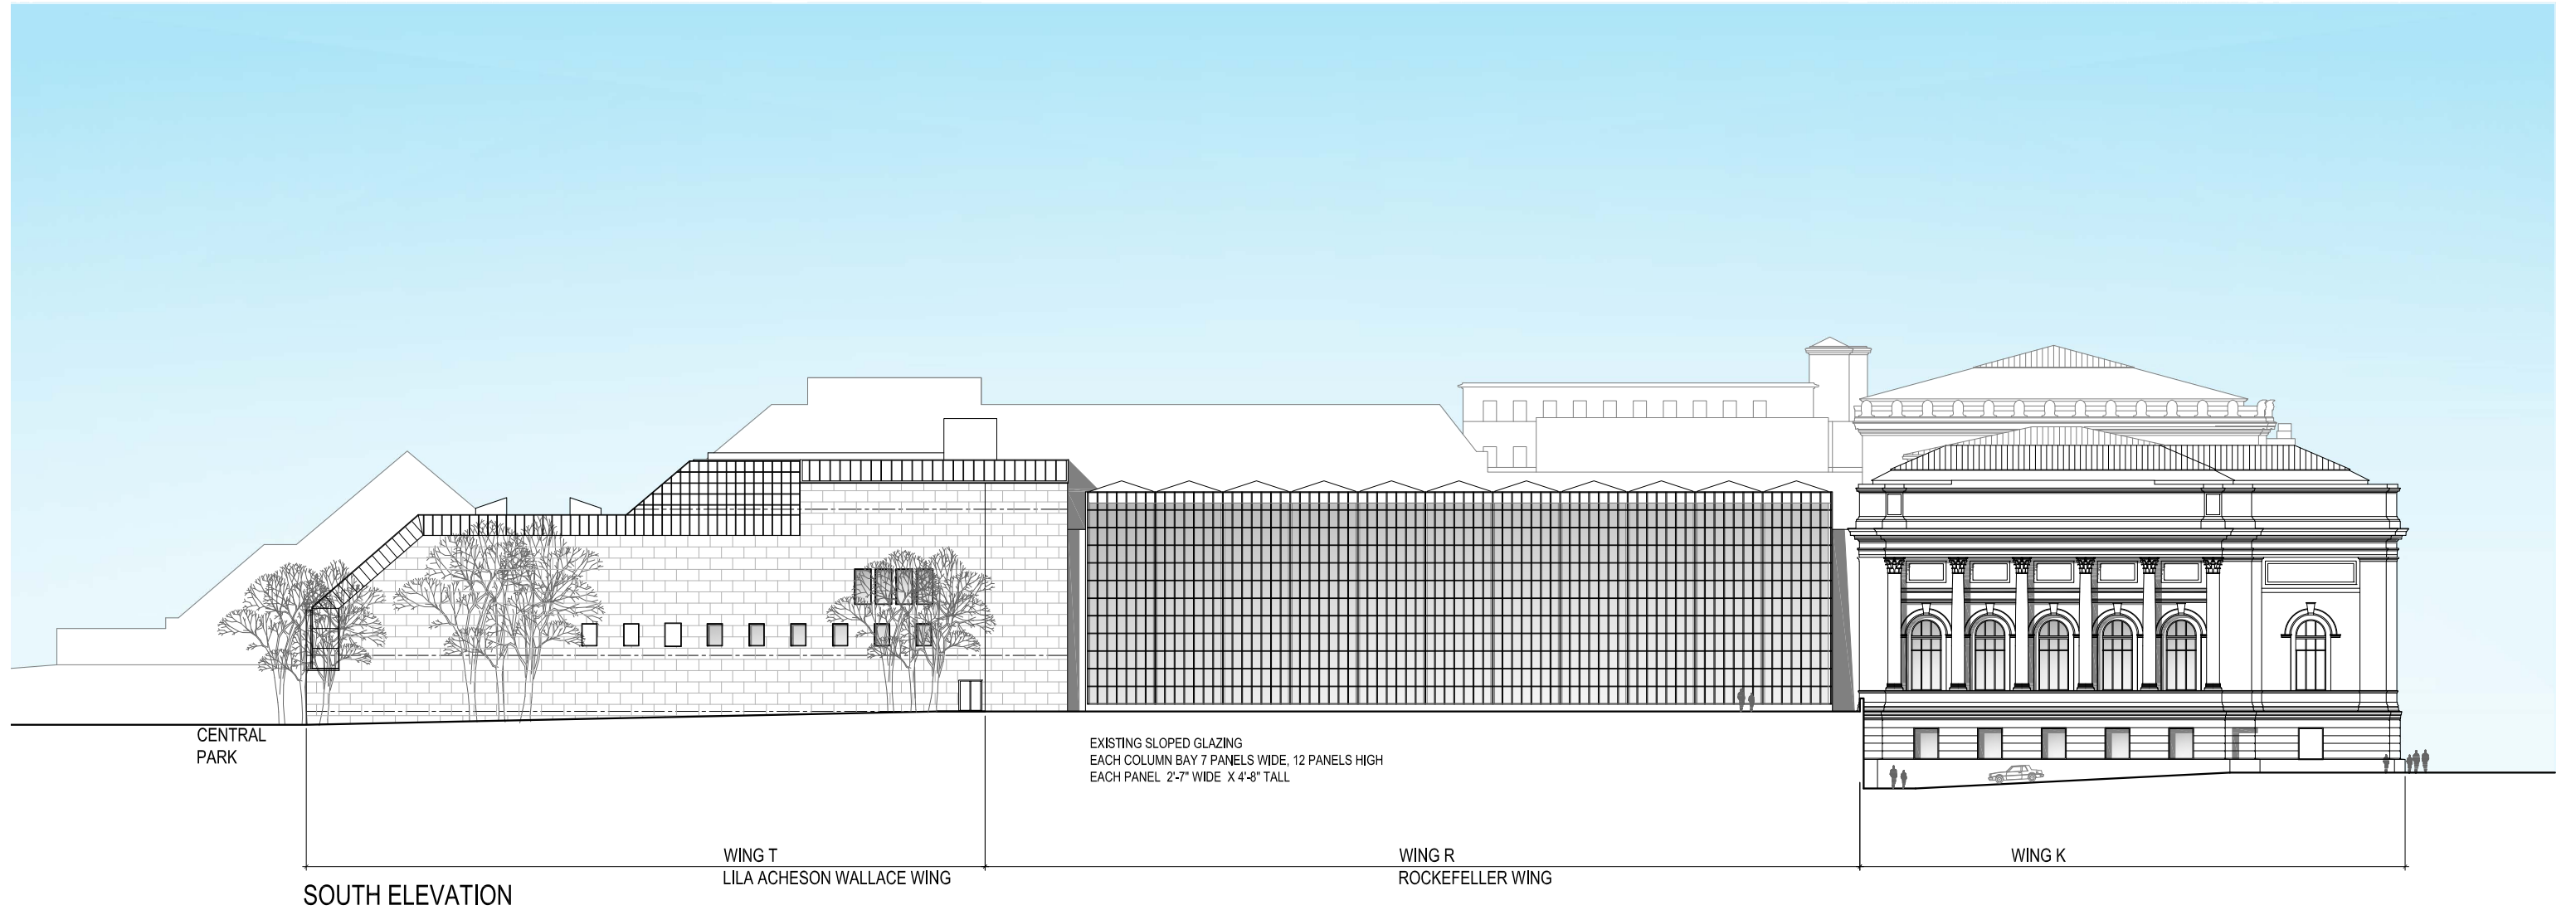 CENTRAL
PARK
EXISTING SLOPED GLAZING
EACH COLUMN BAY 7 PANELS WIDE, 12 PANELS HIGH
EACH PANEL 2'-7" WIDE X 4'-8" TALL
WING T
LILA ACHESON WALLACE WING
WING R
ROCKEFELLER WING
WING K
SOUTH ELEVATION